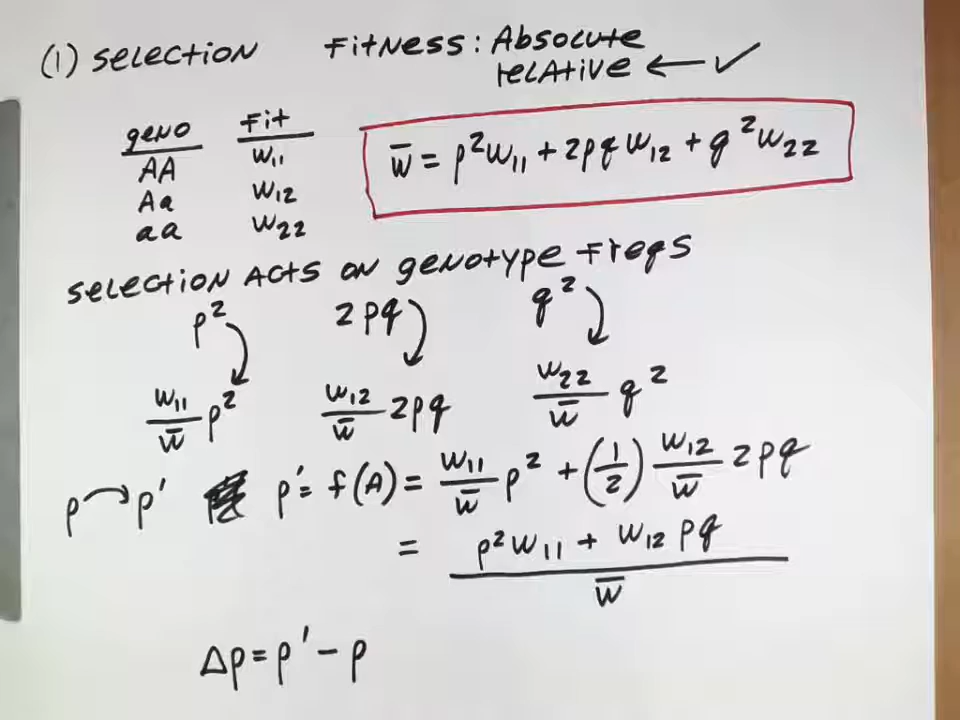 (1) SELECTION FITNESS: Absolute
relative ← ✓
geno Fit
AA W₁₁
Aa W₁₂
aa W₂₂
w̅ = p²W₁₁ + 2pq W₁₂ + q²W₂₂
SELECTION ACTS ON genotype freqs
p² 2pq q²
W₁₁/w̅ p² W₁₂/w̅ 2pq W₂₂/w̅ q²
p → p' p' = f(A) = W₁₁/w̅ p² + (1/2) W₁₂/w̅ 2pq
= (p²W₁₁ + W₁₂ pq)/w̅
Δp = p' − p